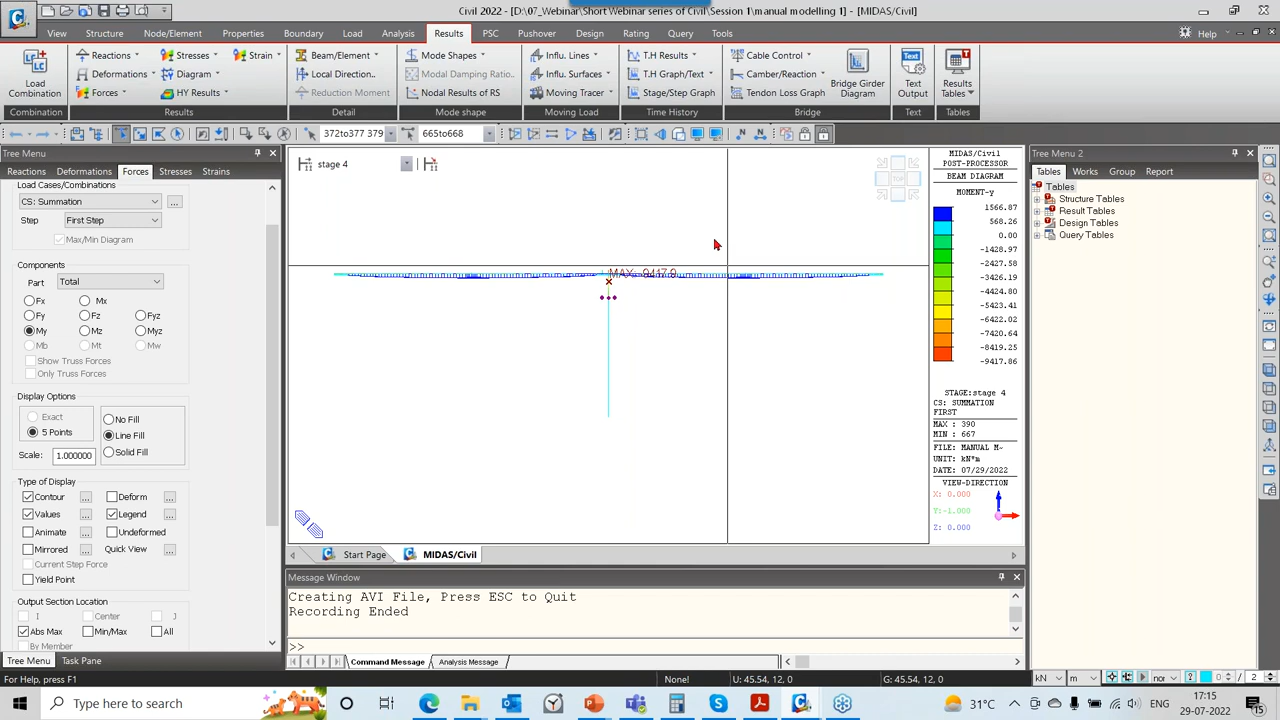 Civil 2022 - [D:\07_Webinar\Short Webinar series of Civil\Session 1\manual modelling 1] - [MIDAS/Civil]
View Structure Node/Element Properties Boundary Load Analysis Results PSC Pushover Design Rating Query Tools Help
Reactions Stresses Strain Beam/Element Mode Shapes Influ. Lines T.H Results Cable Control
Load Combination Deformations Diagram Local Direction.. Modal Damping Ratio.. Influ. Surfaces T.H Graph/Text Camber/Reaction Bridge Girder Diagram Text Output Results Tables
Forces HY Results Reduction Moment Nodal Results of RS Moving Tracer Stage/Step Graph Tendon Loss Graph
Combination Results Detail Mode shape Moving Load Time History Bridge Text Tables
372to377 379 665to668
Tree Menu
Reactions Deformations Forces Stresses Strains
Load Cases/Combinations
CS: Summation ...
Step First Step
Max/Min Diagram
Components
Part Total
Fx Mx
Fy Fz Fyz
My Mz Myz
Mb Mt Mw
Show Truss Forces
Only Truss Forces
Display Options
Exact No Fill
5 Points Line Fill
Scale: 1.000000 Solid Fill
Type of Display
Contour ... Deform ...
Values ... Legend ...
Animate ... Undeformed
Mirrored ... Quick View ...
Current Step Force
Yield Point
Output Section Location
I Center J
Abs Max Min/Max All
By Member
Tree Menu Task Pane
stage 4
TOP
MIDAS/Civil
POST-PROCESSOR
BEAM DIAGRAM
MOMENT-y
1566.87
568.26
0.00
-1428.97
-2427.58
-3426.19
-4424.80
-5423.41
-6422.02
-7420.64
-8419.25
-9417.86
STAGE:stage 4
CS: SUMMATION
FIRST
MAX : 390
MIN : 667
FILE: MANUAL M~
UNIT: kN*m
DATE: 07/29/2022
VIEW-DIRECTION
X: 0.000
Y:-1.000
Z: 0.000
Start Page MIDAS/Civil
Message Window
Creating AVI File, Press ESC to Quit
Recording Ended
>>
Command Message Analysis Message
Tree Menu 2
Tables Works Group Report
Tables
Structure Tables
Result Tables
Design Tables
Query Tables
For Help, press F1 None! U: 45.54, 12, 0 G: 45.54, 12, 0 kN m nor 0 / 2
Type here to search 31°C ENG 17:15
29-07-2022 15